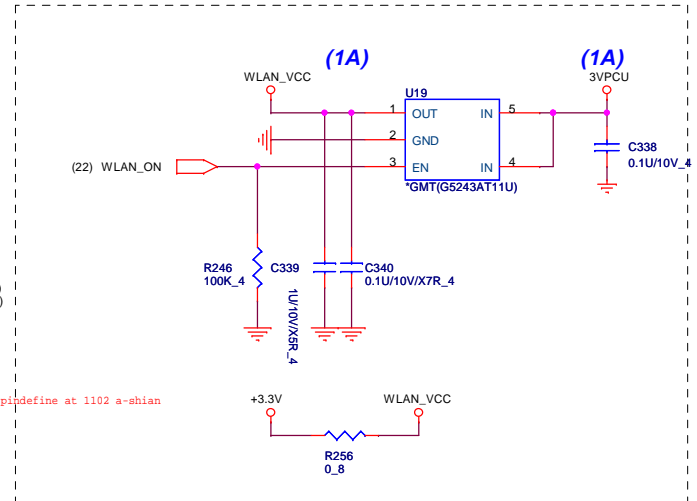 (1A)
(1A)
WLAN_VCC
3VPCU
U19
1
OUT
IN
5
2
GND
3
EN
IN
4
*GMT(G5243AT11U)
C338
0.1U/10V_4
(22) WLAN_ON
R246
100K_4
C339
1U/10V/X5R_4
C340
0.1U/10V/X7R_4
)
pindefine at 1102 a-shian
+3.3V
WLAN_VCC
R256
0_8